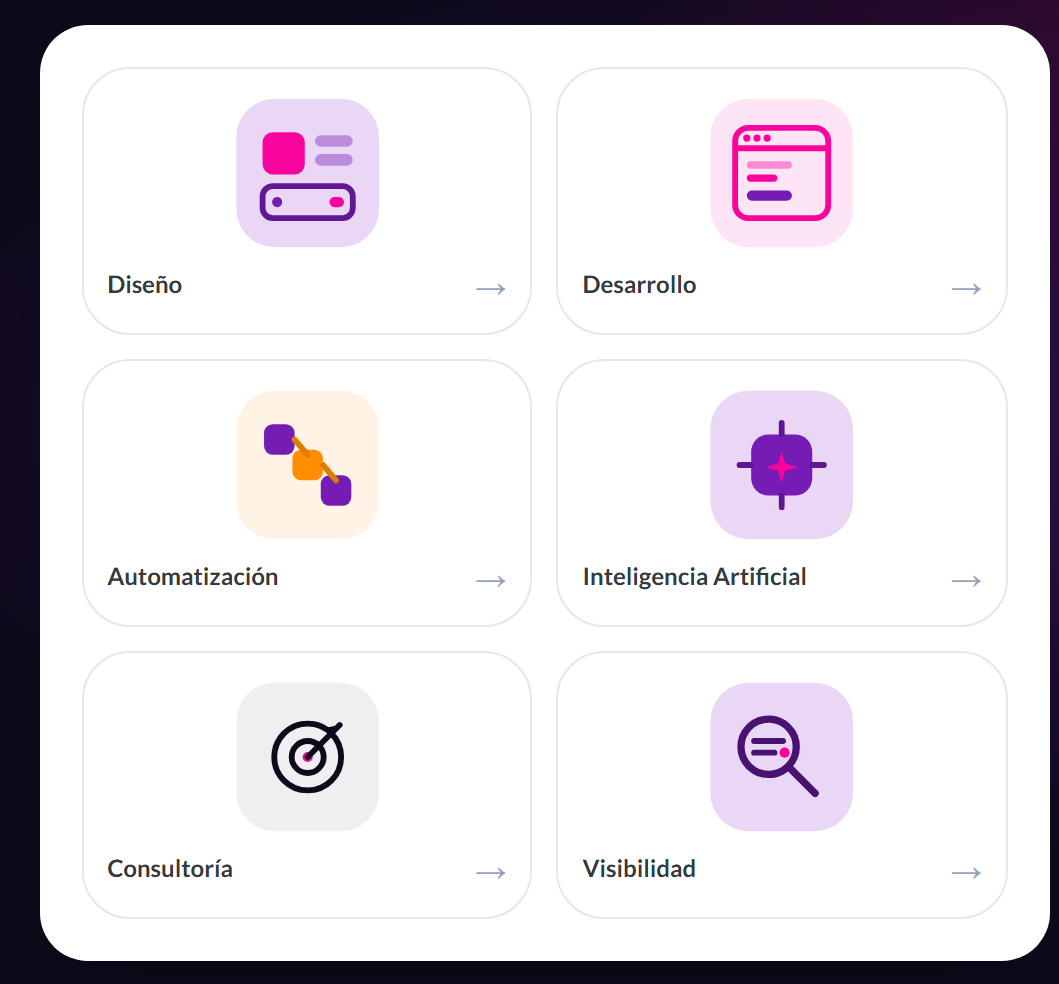 Diseño →
Desarrollo →
Automatización →
Inteligencia Artificial →
Consultoría →
Visibilidad →